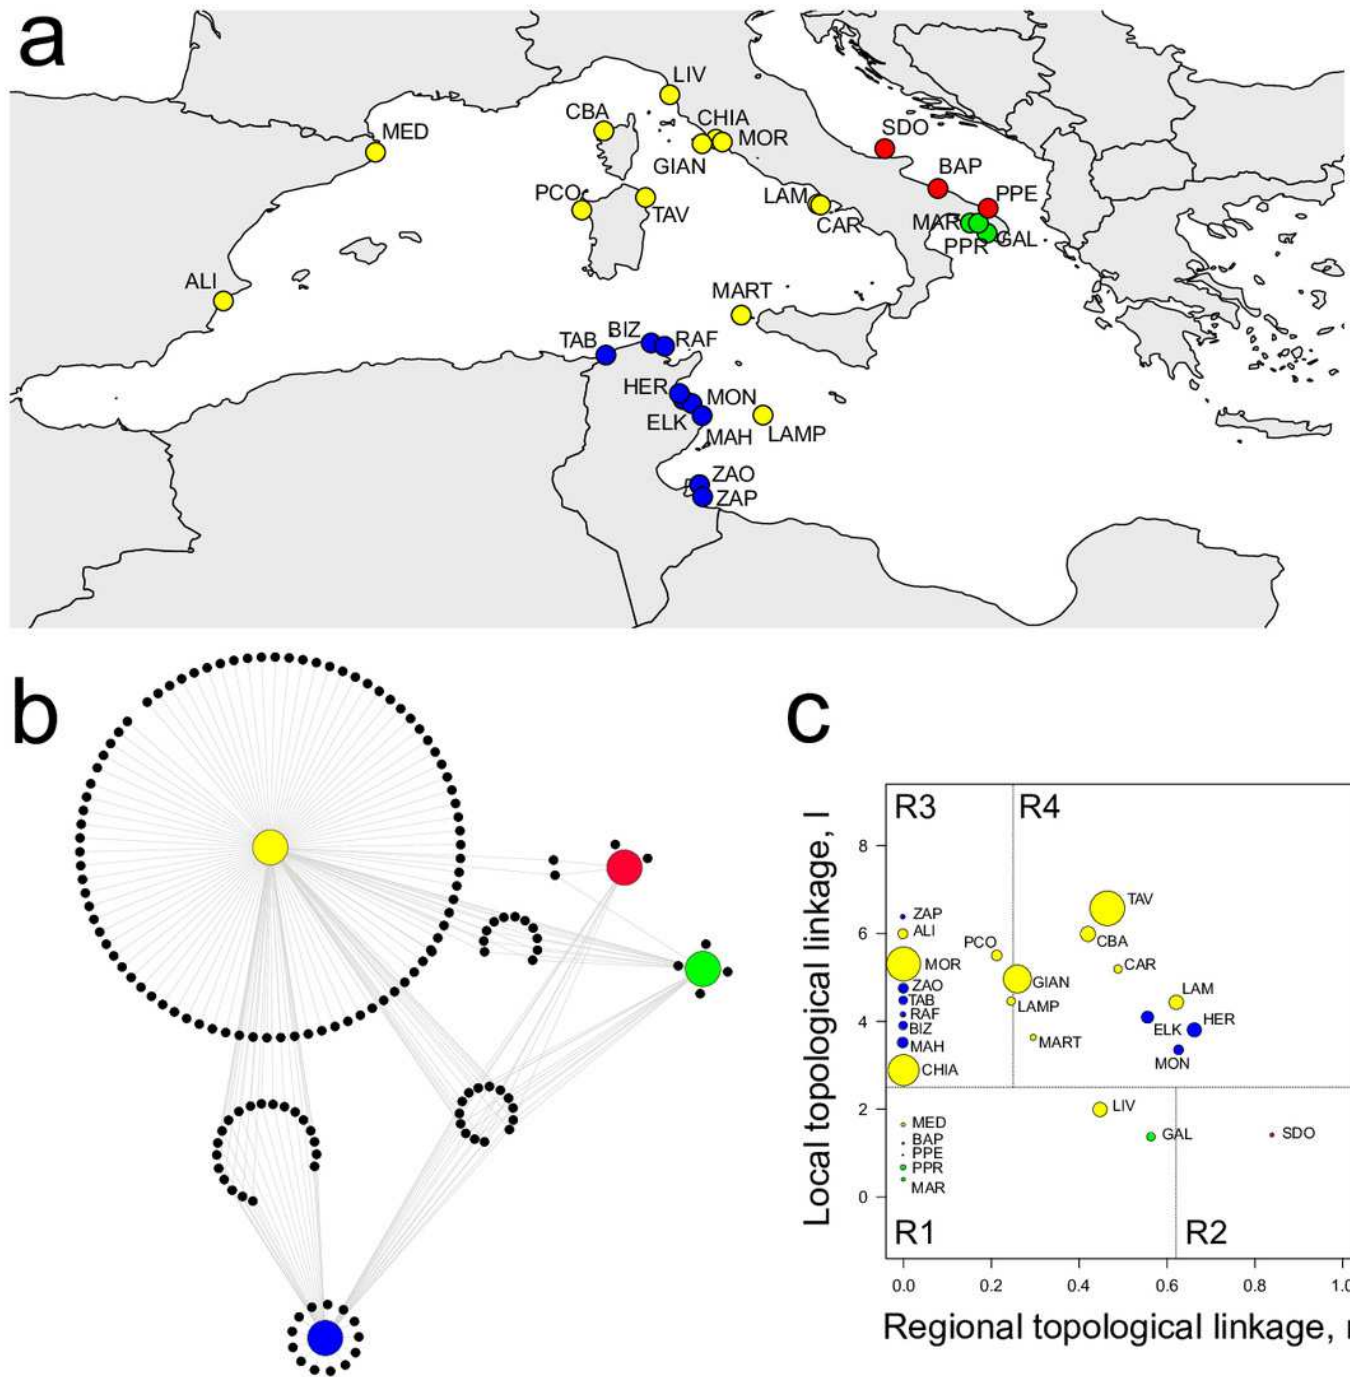 a
LIV
CBA
CHIA
MOR
MED
GIAN
SDO
BAP
PCO
TAV
LAM
CAR
PPE
MAR
GAL
PPR
ALI
MART
TAB
BIZ
RAF
HER
MON
ELK
MAH
LAMP
ZAO
ZAP
b
c
Local topological linkage, l
8
6
4
2
0
R3
R4
ZAP
ALI
MOR
ZAO
TAB
RAF
BIZ
MAH
CHIA
PCO
GIAN
LAMP
MART
TAV
CBA
CAR
LAM
ELK
HER
MON
MED
BAP
PPE
PPR
MAR
LIV
GAL
SDO
R1
R2
0.0 0.2 0.4 0.6 0.8 1.0
Regional topological linkage, r